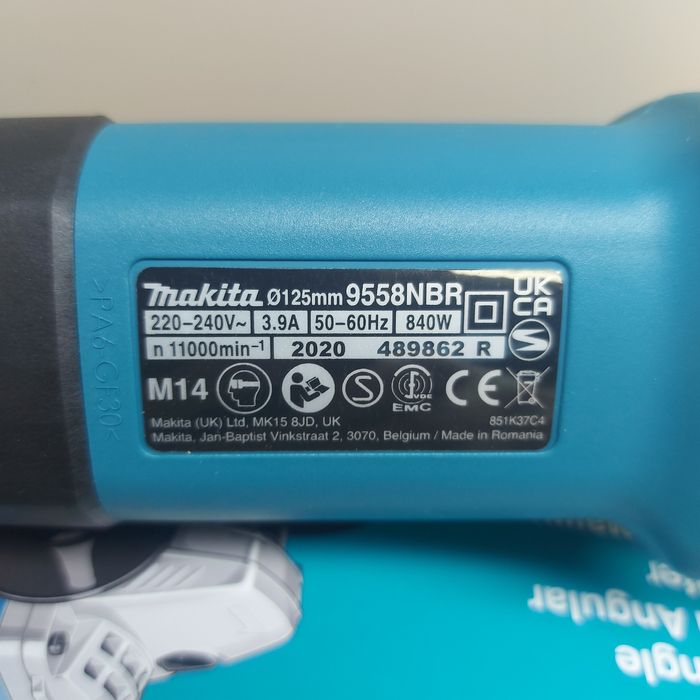 >PA6-GF30<
makita Ø125mm 9558NBR
UK
CA
220-240V~ 3.9A 50-60Hz 840W
n 11000min⁻¹ 2020 489862 R
M14 S VDE EMC CE
851K37C4
Makita (UK) Ltd, MK15 8JD, UK
Makita, Jan-Baptist Vinkstraat 2, 3070, Belgium / Made in Romania
Angular
ngle